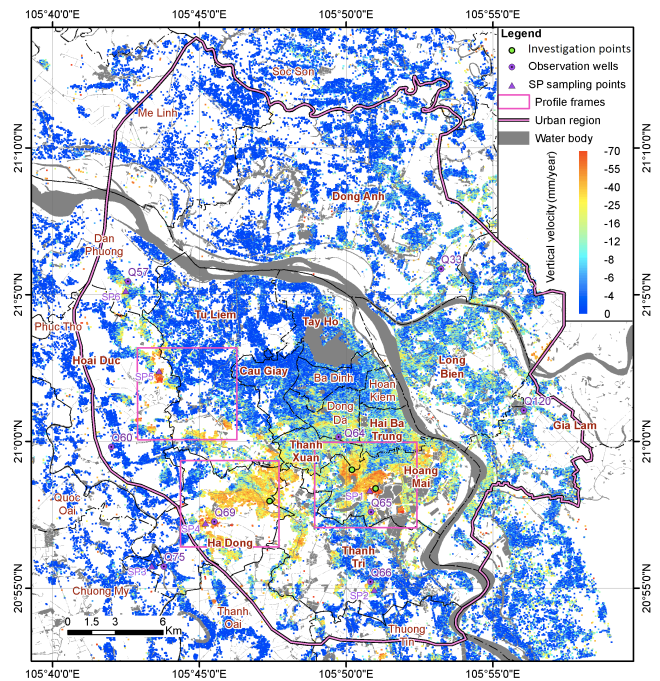 105°40'0"E
105°45'0"E
105°50'0"E
105°55'0"E
Legend
Investigation points
Observation wells
SP sampling points
Profile frames
Urban region
Water body
Vertical velocity (mm/year)
-70
-55
-40
-25
-16
-12
-8
-4
0
21°10'0"N
21°5'0"N
21°0'0"N
20°55'0"N
21°10'0"N
21°5'0"N
21°0'0"N
20°55'0"N
Soc Son
Me Linh
Dong Anh
Dan
Phuong
Q33
Q57
SP6
Tu Liem
Tay Ho
Phuc Tho
Hoai Duc
Cau Giay
Long
Bien
SP5
Ba Dinh
Hoan
Kiem
Q120
Dong
Da
Gia Lam
Hai Ba
Trung
Q60
Q64
Thanh
Xuan
Hoang
Mai
Quoc
Oai
SP1
Q65
Q69
SP4
Ha Dong
Thanh
Tri
Q75
SP3
Q66
SP2
Chuong My
Thanh
Oai
Thuong
Tin
0 1.5 3 6
Km
105°40'0"E
105°45'0"E
105°50'0"E
105°55'0"E